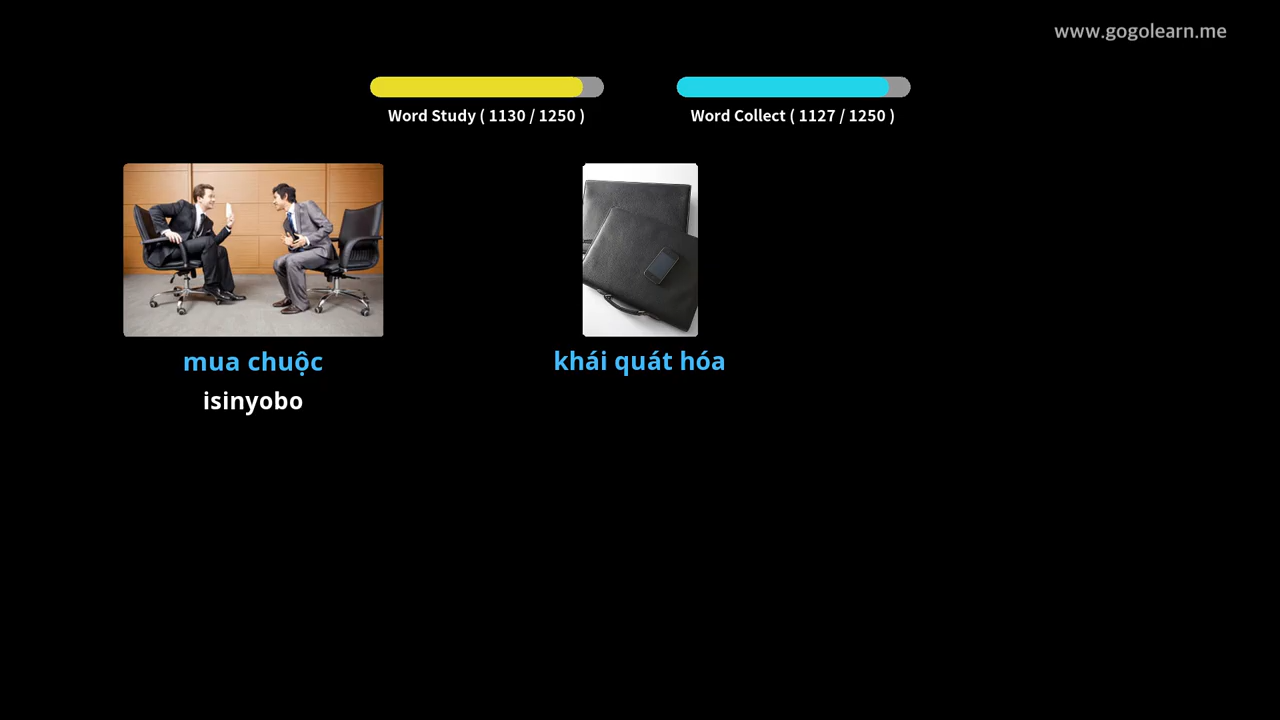 www.gogolearn.me
Word Study ( 1130 / 1250 )
Word Collect ( 1127 / 1250 )
mua chuộc
khái quát hóa
isinyobo